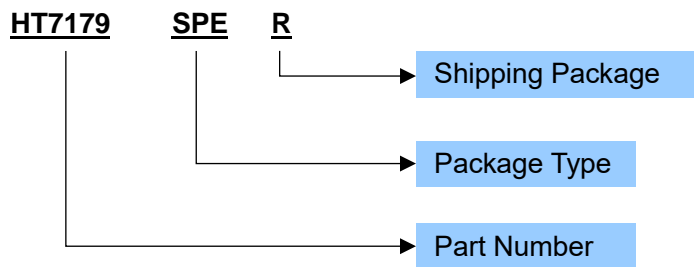 HT7179 SPE R
Shipping Package
Package Type
Part Number